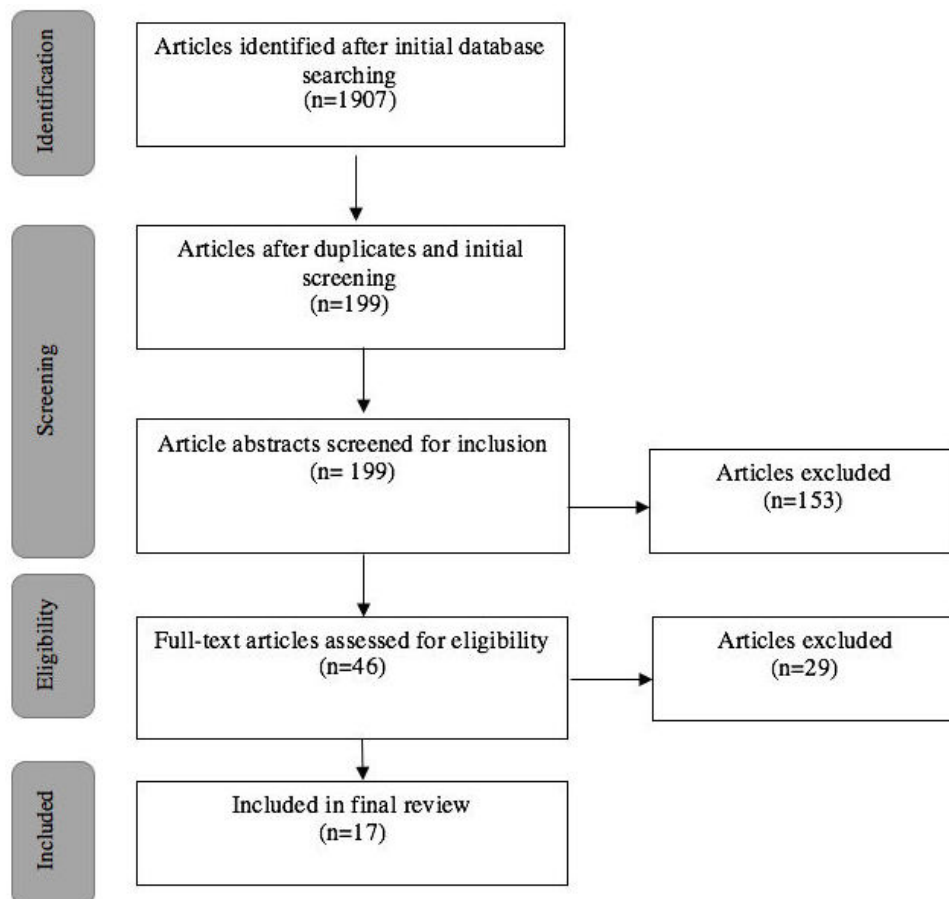 Identification
Articles identified after initial database
searching
(n=1907)
Screening
Articles after duplicates and initial
screening
(n=199)
Article abstracts screened for inclusion
(n= 199)
Articles excluded
(n=153)
Eligibility
Full-text articles assessed for eligibility
(n=46)
Articles excluded
(n=29)
Included
Included in final review
(n=17)